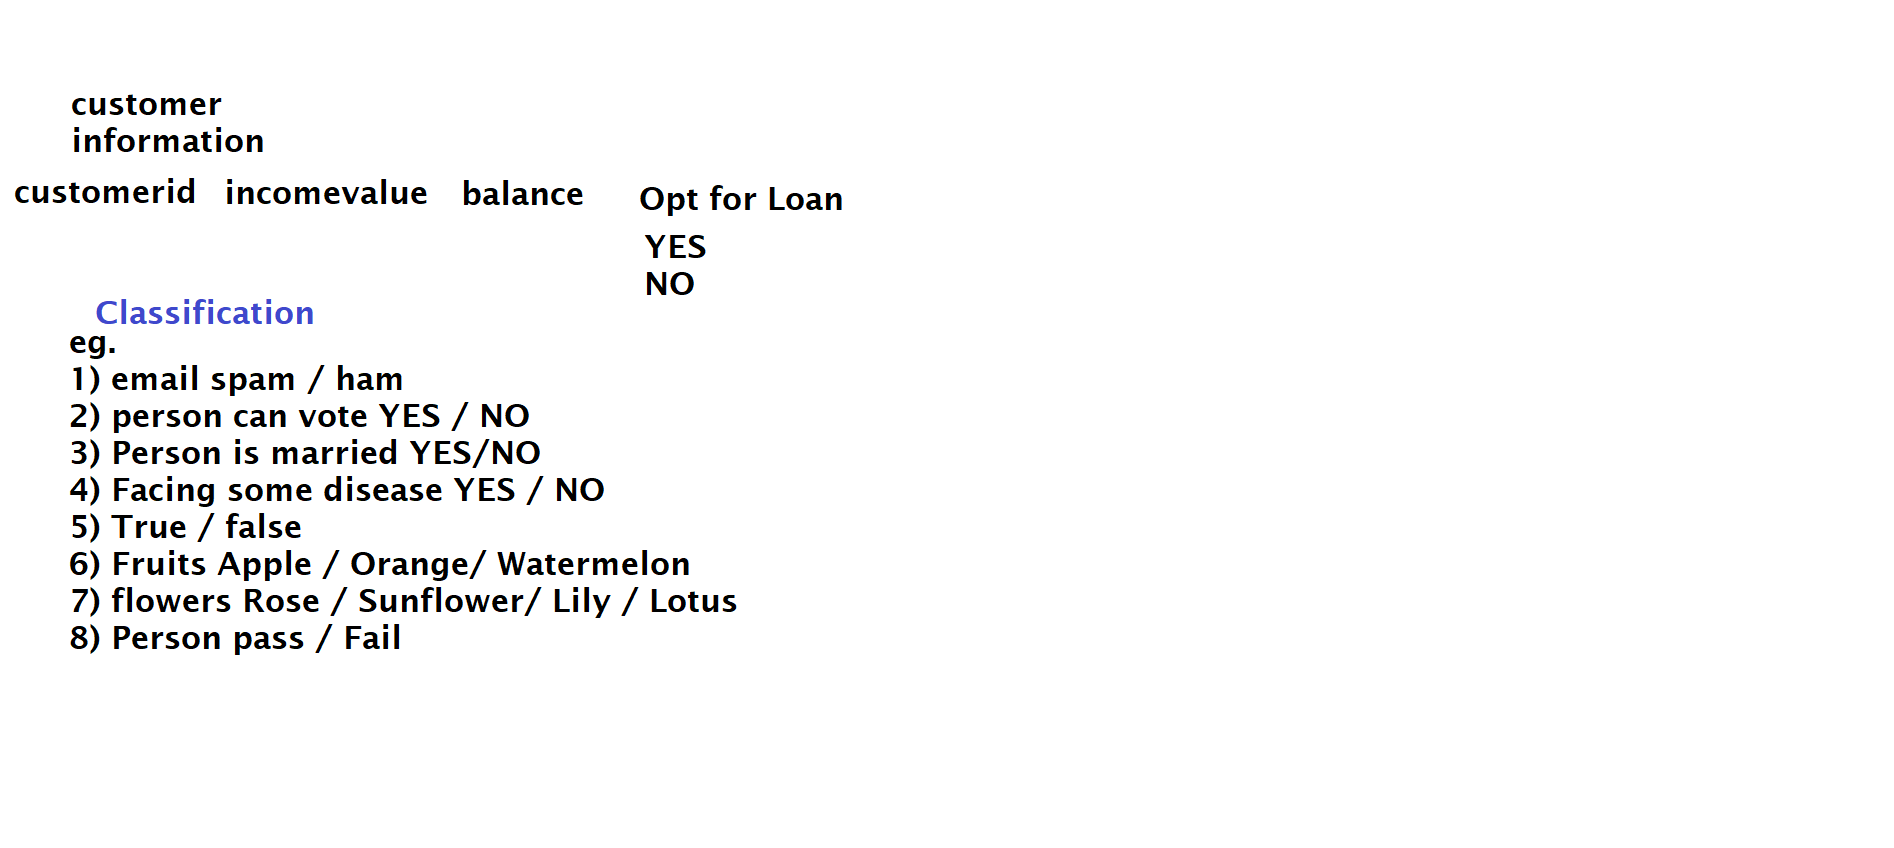 customer
information
customerid incomevalue balance Opt for Loan
YES
NO
Classification
eg.
1) email spam / ham
2) person can vote YES / NO
3) Person is married YES/NO
4) Facing some disease YES / NO
5) True / false
6) Fruits Apple / Orange/ Watermelon
7) flowers Rose / Sunflower/ Lily / Lotus
8) Person pass / Fail